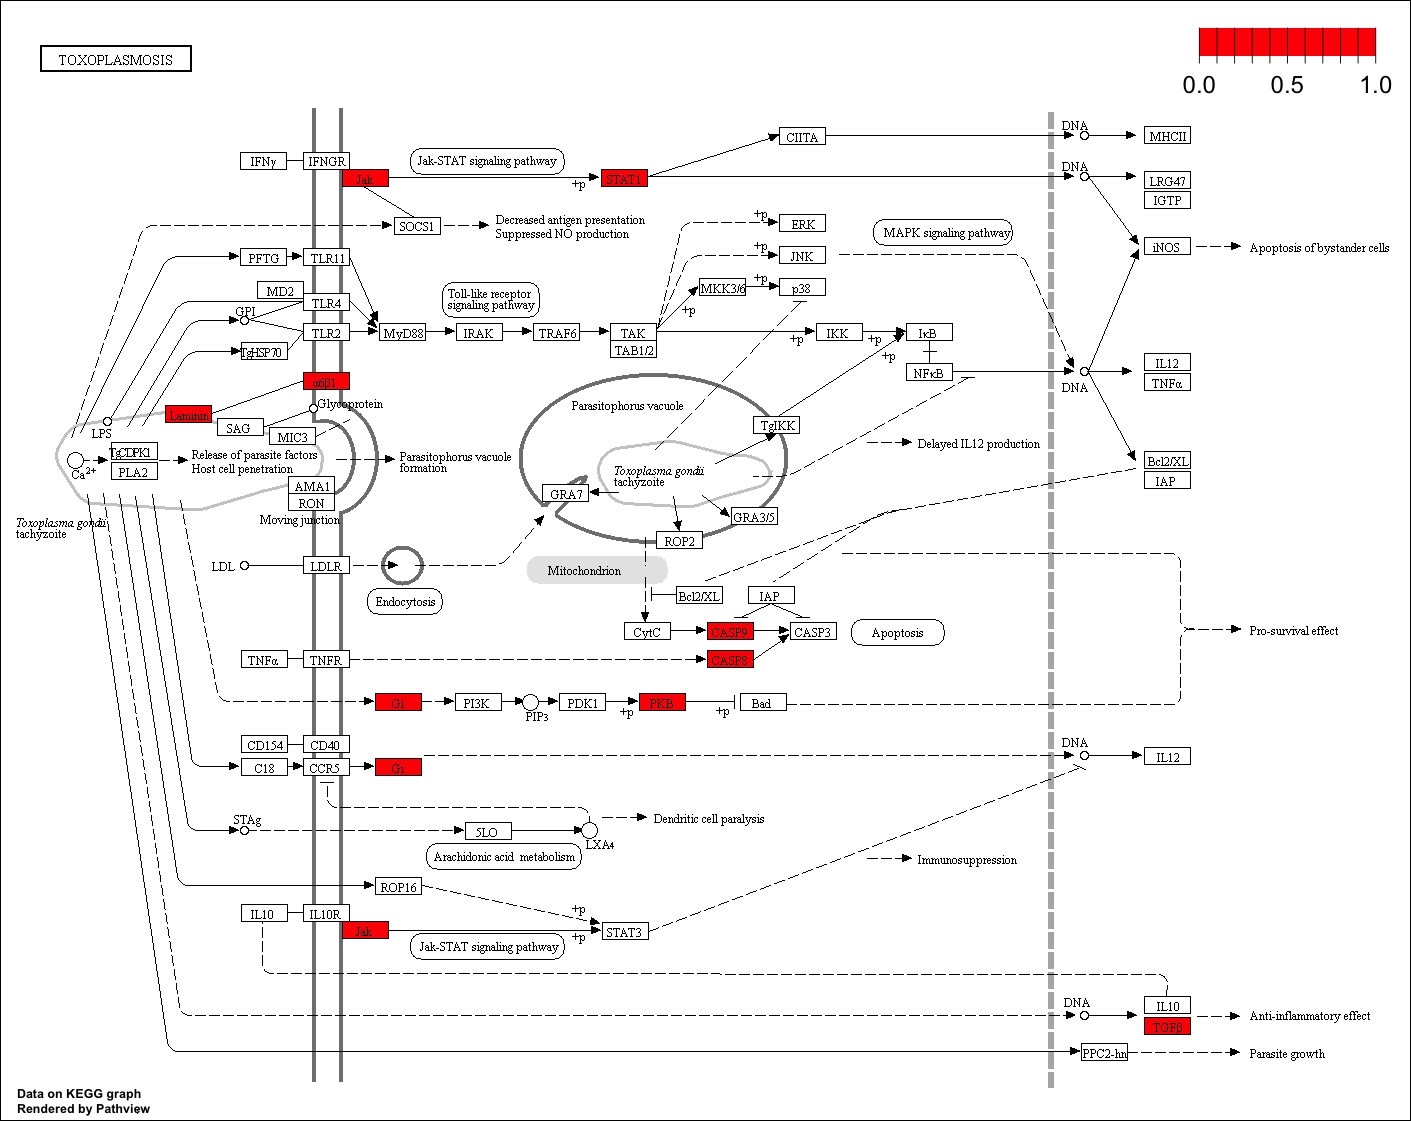 TOXOPLASMOSIS
0.0 0.5 1.0
DNA
CIITA
MHCII
IFNγ
IFNGR
Jak-STAT signaling pathway
DNA
Jak
+p
STAT1
LRG47
IGTP
SOCS1
Decreased antigen presentation
Suppressed NO production
+p
ERK
MAPK signaling pathway
iNOS
Apoptosis of bystander cells
PFTG
TLR11
+p
JNK
MD2
TLR4
Toll-like receptor
signaling pathway
MKK3/6
+p
p38
+p
GPI
TLR2
MyD88
IRAK
TRAF6
TAK
TAB1/2
+p
IKK
+p
IκB
+p
TgHSP70
NFκB
DNA
IL12
TNFα
α6β1
Laminin
Glycoprotein
Parasitophorus vacuole
LPS
SAG
MIC3
TgIKK
Delayed IL12 production
Ca2+
TgCDPK1
PLA2
Release of parasite factors
Host cell penetration
Parasitophorus vacuole
formation
Toxoplasma gondii
tachyzoite
Bcl2/XL
IAP
AMA1
RON
Moving junction
GRA7
GRA3/5
ROP2
Toxoplasma gondii
tachyzoite
LDL
LDLR
Endocytosis
Mitochondrion
Bcl2/XL
IAP
CytC
CASP9
CASP3
Apoptosis
Pro-survival effect
TNFα
TNFR
CASP8
Gi
PI3K
PIP3
PDK1
+p
PKB
+p
Bad
CD154
CD40
DNA
IL12
C18
CCR5
Gi
STAg
5LO
LXA4
Dendritic cell paralysis
Arachidonic acid metabolism
Immunosuppression
ROP16
+p
IL10
IL10R
Jak
+p
STAT3
Jak-STAT signaling pathway
DNA
IL10
TGFβ
Anti-inflammatory effect
PPC2-hn
Parasite growth
Data on KEGG graph
Rendered by Pathview